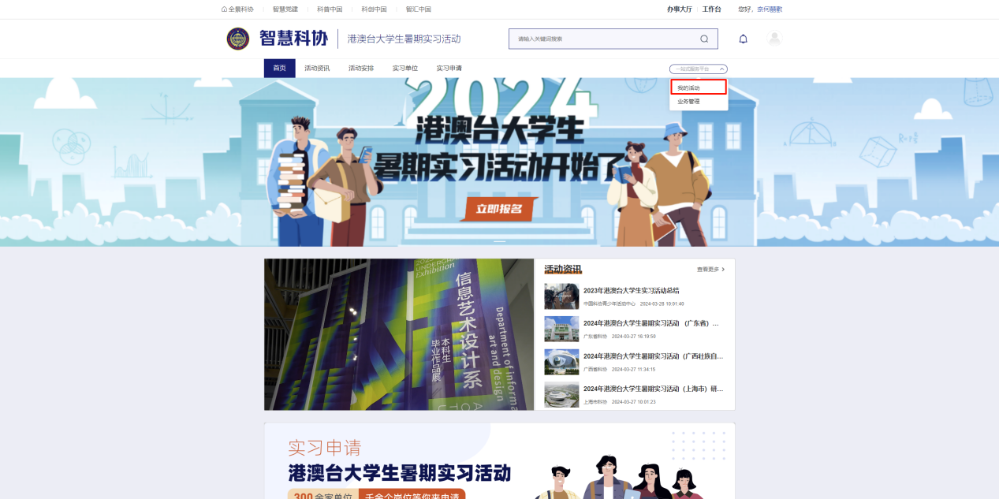 全景科协 智慧党建 科普中国 科创中国 智汇中国 办事大厅 工作台 您好，奈何囍歡
智慧科协 港澳台大学生暑期实习活动 请输入关键词搜索
首页 活动资讯 活动安排 实习单位 实习申请 一站式服务平台
我的活动
业务管理
2024
港澳台大学生
暑期实习活动开始了
立即报名
Exhibition
信息艺术设计系
本科生
毕业作品展
Department of informa
art and design
活动资讯 查看更多
2023年港澳台大学生实习活动总结
中国科协青少年活动中心 2024-03-28 10:01:40
2024年港澳台大学生暑期实习活动 （广东省）...
广东省科协 2024-03-27 16:19:50
2024年港澳台大学生暑期实习活动（广西壮族自...
广西省科协 2024-03-27 11:34:15
2024年港澳台大学生暑期实习活动（上海市）研...
上海市科协 2024-03-27 10:01:23
实习申请
港澳台大学生暑期实习活动
300余家单位 千余个岗位等你来申请